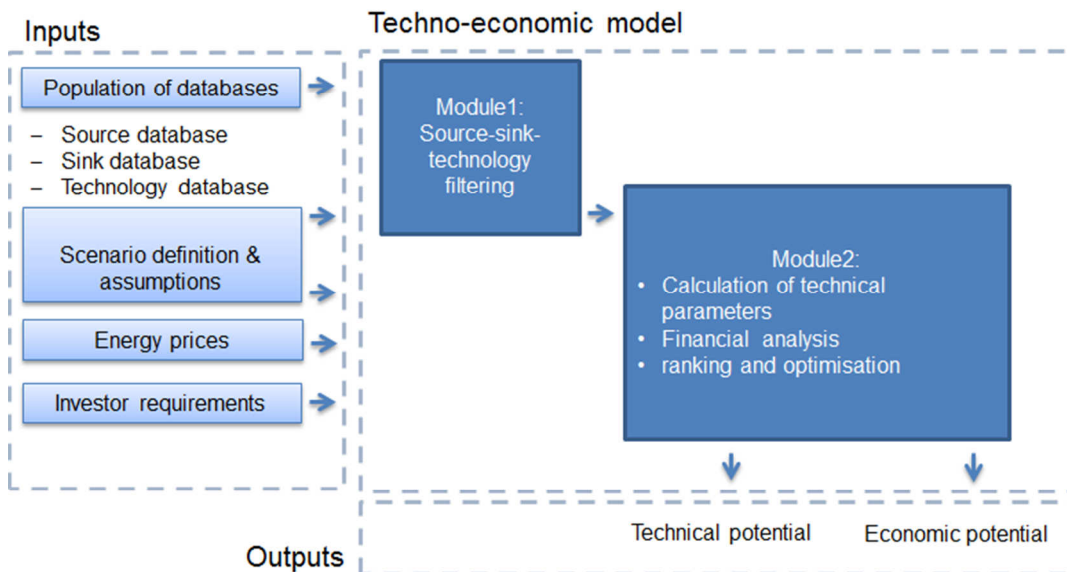 Inputs
Population of databases
– Source database
– Sink database
– Technology database
Scenario definition &
assumptions
Energy prices
Investor requirements
Techno-economic model
Module1:
Source-sink-
technology
filtering
Module2:
• Calculation of technical
parameters
• Financial analysis
• ranking and optimisation
Outputs
Technical potential
Economic potential